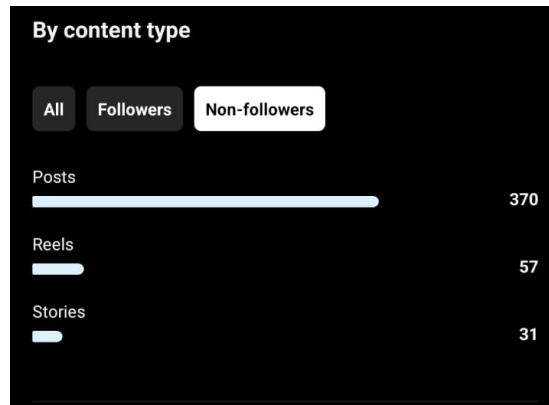 By content type
All Followers Non-followers
Posts
370
Reels
57
Stories
31